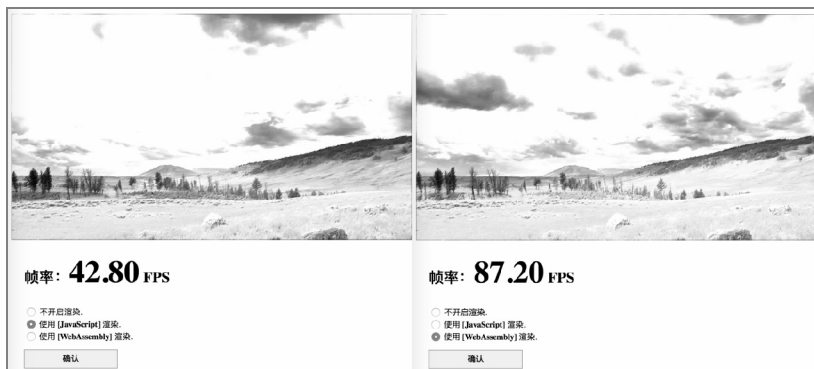 帧率：42.80 FPS
不开启渲染.
使用 [JavaScript] 渲染.
使用 [WebAssembly] 渲染.
确认
帧率：87.20 FPS
不开启渲染.
使用 [JavaScript] 渲染.
使用 [WebAssembly] 渲染.
确认